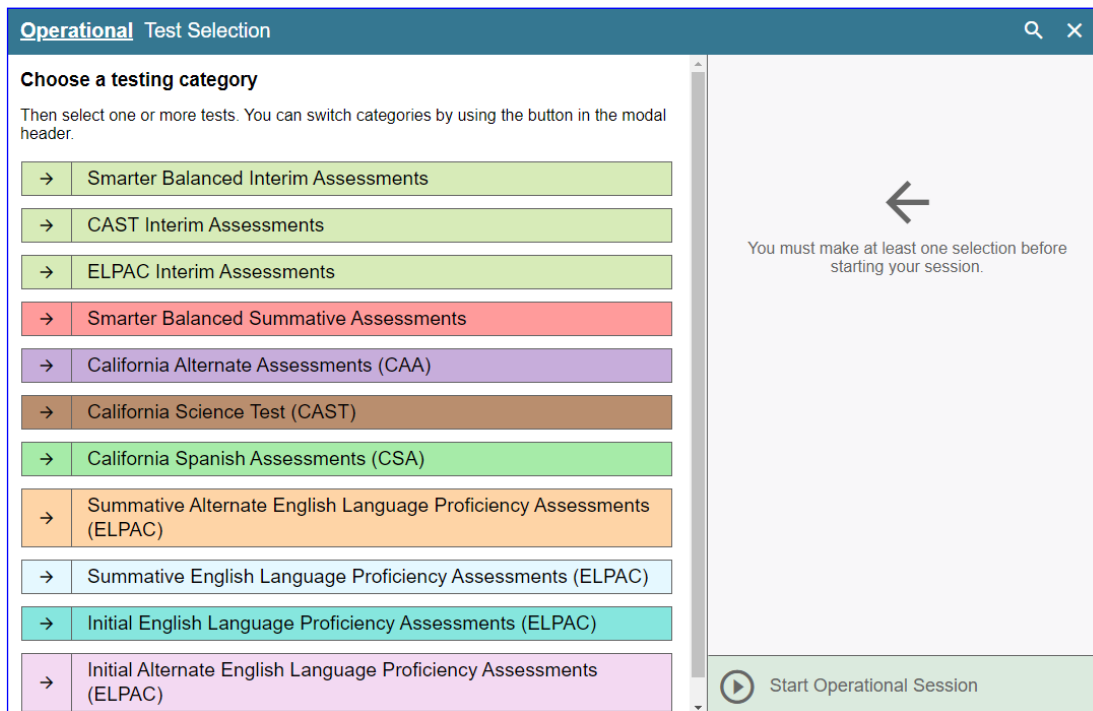 Operational Test Selection
Choose a testing category
Then select one or more tests. You can switch categories by using the button in the modal
header.
Smarter Balanced Interim Assessments
CAST Interim Assessments
ELPAC Interim Assessments
Smarter Balanced Summative Assessments
California Alternate Assessments (CAA)
California Science Test (CAST)
California Spanish Assessments (CSA)
Summative Alternate English Language Proficiency Assessments
(ELPAC)
Summative English Language Proficiency Assessments (ELPAC)
Initial English Language Proficiency Assessments (ELPAC)
Initial Alternate English Language Proficiency Assessments
(ELPAC)
You must make at least one selection before
starting your session.
Start Operational Session